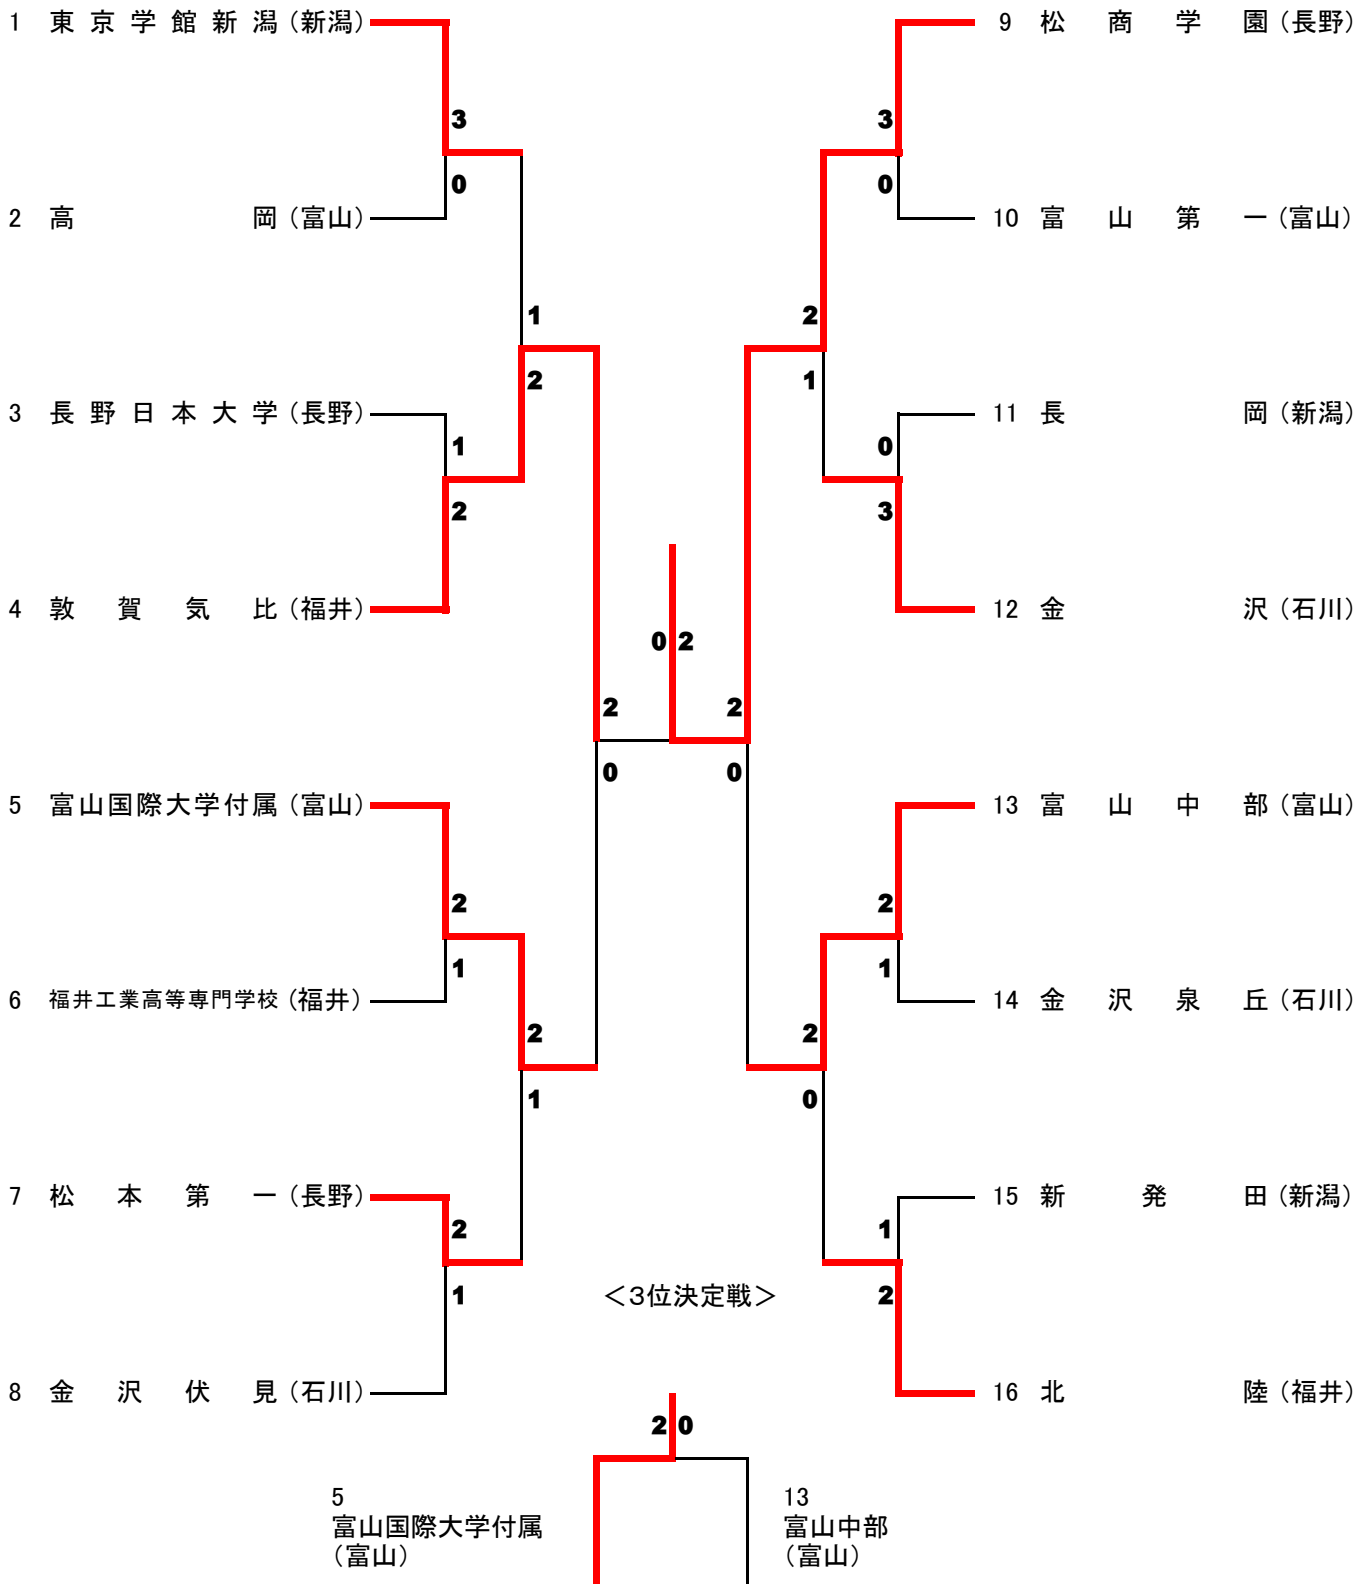 1 東京学館新潟（新潟）
3
0
2 高岡（富山）
1
2
3 長野日本大学（長野）
1
2
4 敦賀気比（福井）
2
0
5 富山国際大学付属（富山）
2
1
6 福井工業高等専門学校（福井）
2
1
7 松本第一（長野）
2
1
8 金沢伏見（石川）
0 2
9 松商学園（長野）
3
0
10 富山第一（富山）
2
1
11 長岡（新潟）
0
3
12 金沢（石川）
2
0
13 富山中部（富山）
2
1
14 金沢泉丘（石川）
2
0
15 新発田（新潟）
1
2
16 北陸（福井）
＜3位決定戦＞
2 0
5
富山国際大学付属
（富山）
13
富山中部
（富山）